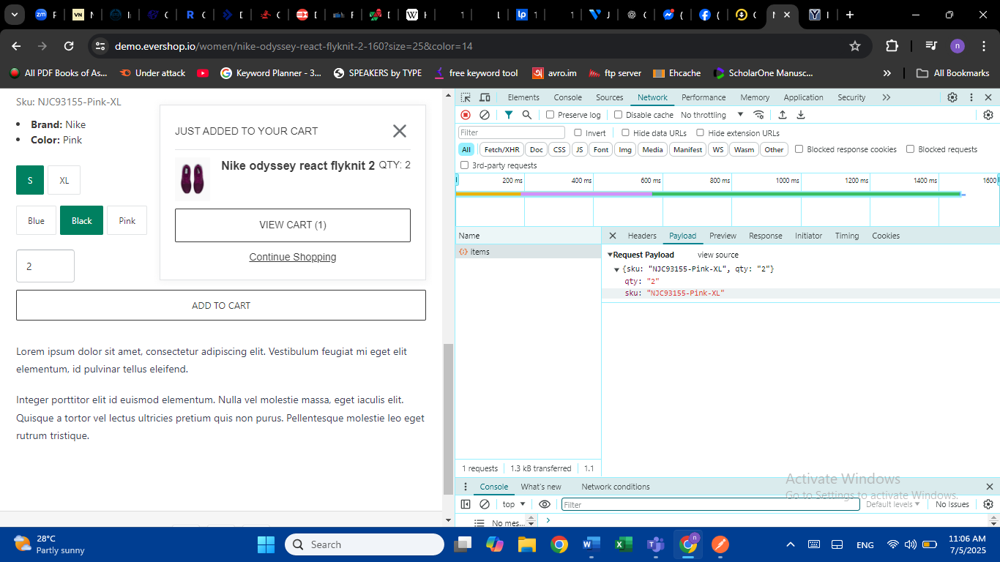 demo.evershop.io/women/nike-odyssey-react-flyknit-2-160?size=25&color=14
n
All PDF Books of As... Under attack Keyword Planner - 3... SPEAKERS by TYPE free keyword tool avro.im ftp server Ehcache ScholarOne Manusc... » All Bookmarks
Sku: NJC93155-Pink-XL
Brand: Nike
Color: Pink
S XL
Blue Black Pink
2
JUST ADDED TO YOUR CART
Nike odyssey react flyknit 2 QTY: 2
VIEW CART (1)
Continue Shopping
ADD TO CART
Lorem ipsum dolor sit amet, consectetur adipiscing elit. Vestibulum feugiat mi eget elit
elementum, id pulvinar tellus eleifend.
Integer porttitor elit id euismod elementum. Nulla vel molestie massa, eget iaculis elit.
Quisque a tortor vel lectus ultricies pretium quis non purus. Pellentesque molestie leo eget
rutrum tristique.
Elements Console Sources Network Performance Memory Application Security »
Preserve log Disable cache No throttling
Filter Invert Hide data URLs Hide extension URLs
All Fetch/XHR Doc CSS JS Font Img Media Manifest WS Wasm Other Blocked response cookies Blocked requests
3rd-party requests
200 ms 400 ms 600 ms 800 ms 1000 ms 1200 ms 1400 ms 1600
Name Headers Payload Preview Response Initiator Timing Cookies
items
Request Payload view source
{sku: "NJC93155-Pink-XL", qty: "2"}
qty: "2"
sku: "NJC93155-Pink-XL"
1 requests 1.3 kB transferred 1.1
Activate Windows
Go to Settings to activate Windows.
Console What's new Network conditions
top Filter Default levels No Issues
No mes...
28°C
Partly sunny
Search
ENG
11:06 AM
7/5/2025